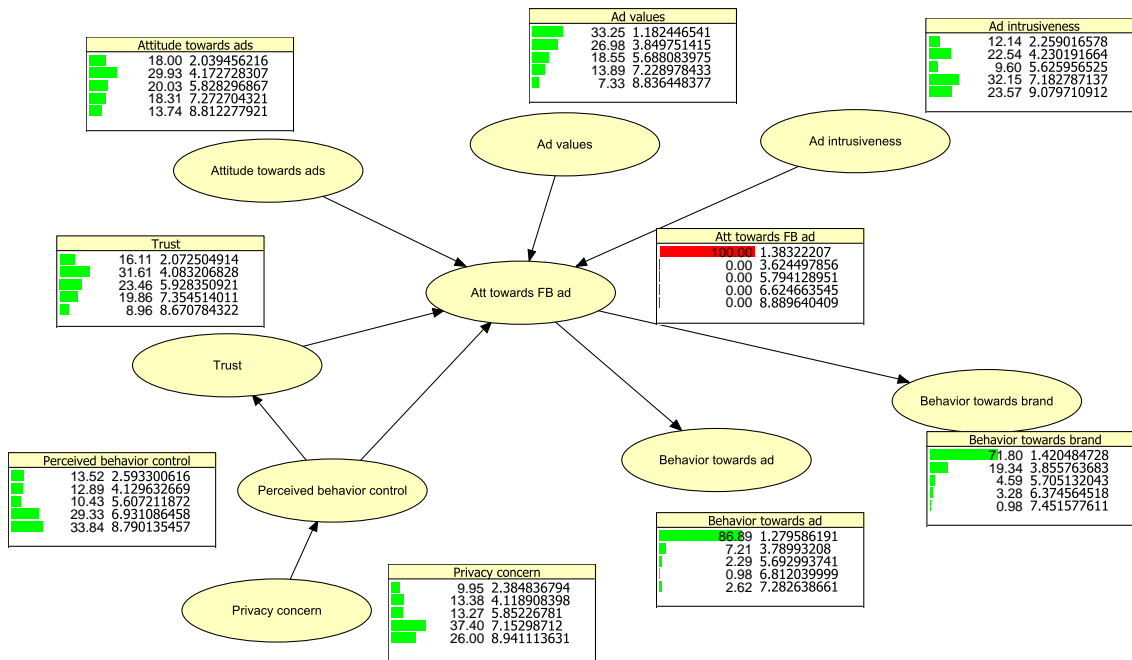 Attitude towards ads
18.00 2.039456216
29.93 4.172728307
20.03 5.828296867
18.31 7.272704321
13.74 8.812277921
Ad values
33.25 1.182446541
26.98 3.849751415
18.55 5.688083975
13.89 7.228978433
7.33 8.836448377
Ad intrusiveness
12.14 2.259016578
22.54 4.230191664
9.60 5.625956525
32.15 7.182787137
23.57 9.079710912
Attitude towards ads
Ad values
Ad intrusiveness
Trust
16.11 2.072504914
31.61 4.083206828
23.46 5.928350921
19.86 7.354514011
8.96 8.670784322
Att towards FB ad
Att towards FB ad
100.00 1.38322207
0.00 3.624497856
0.00 5.794128951
0.00 6.624663545
0.00 8.889640409
Trust
Behavior towards brand
Behavior towards brand
71.80 1.420484728
19.34 3.855763683
4.59 5.705132043
3.28 6.374564518
0.98 7.451577611
Perceived behavior control
13.52 2.593300616
12.89 4.129632669
10.43 5.607211872
29.33 6.931086458
33.84 8.790135457
Perceived behavior control
Behavior towards ad
Behavior towards ad
86.89 1.279586191
7.21 3.78993208
2.29 5.692993741
0.98 6.812039999
2.62 7.282638661
Privacy concern
Privacy concern
9.95 2.384836794
13.38 4.118908398
13.27 5.85226781
37.40 7.15298712
26.00 8.941113631